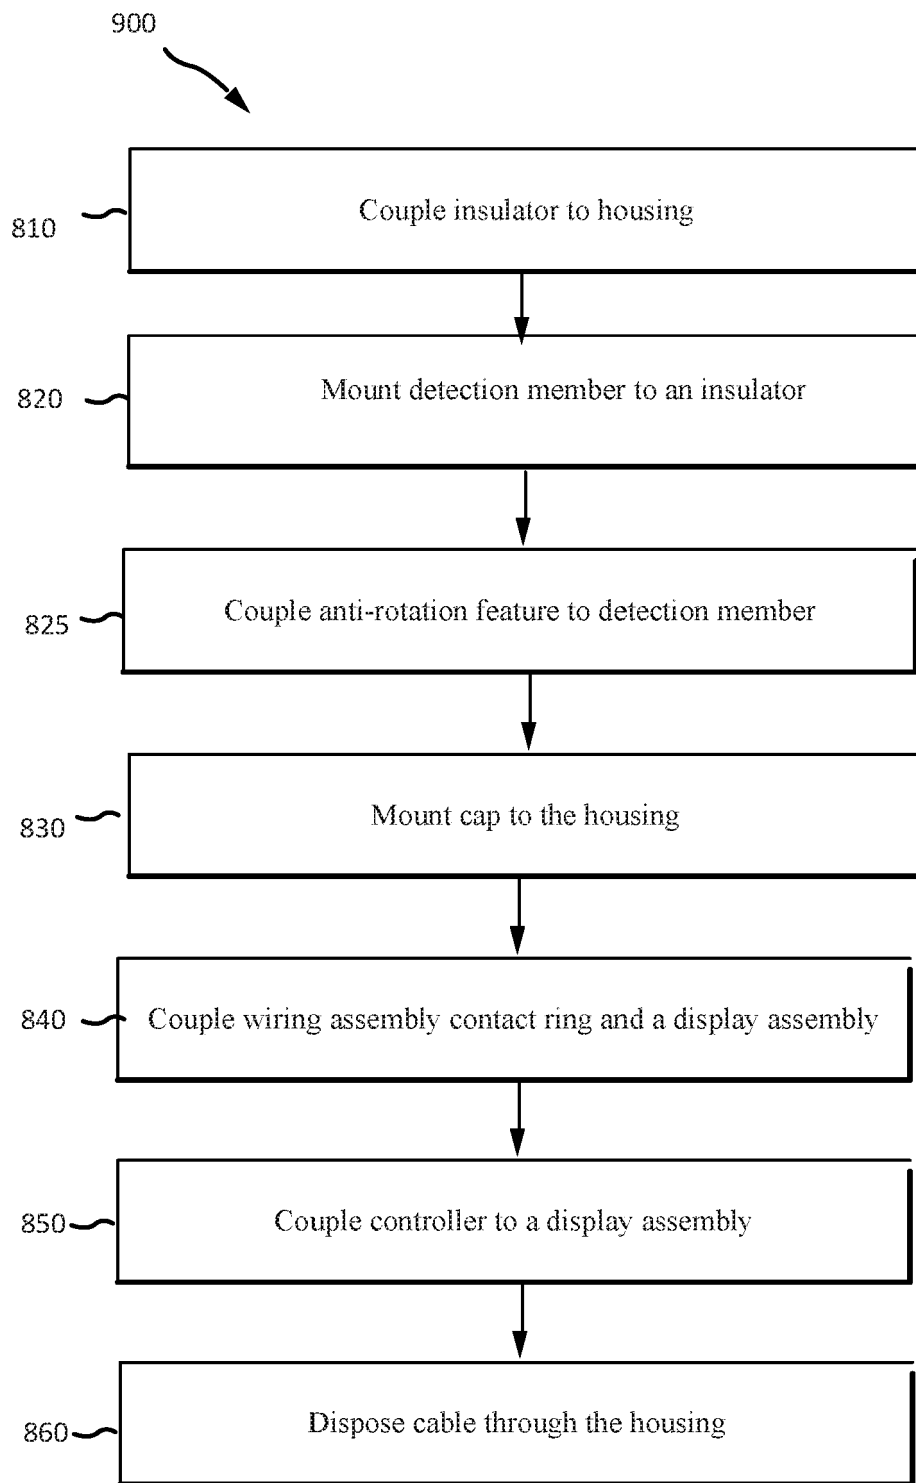 900
810
Couple insulator to housing
820
Mount detection member to an insulator
825
Couple anti-rotation feature to detection member
830
Mount cap to the housing
840
Couple wiring assembly contact ring and a display assembly
850
Couple controller to a display assembly
860
Dispose cable through the housing